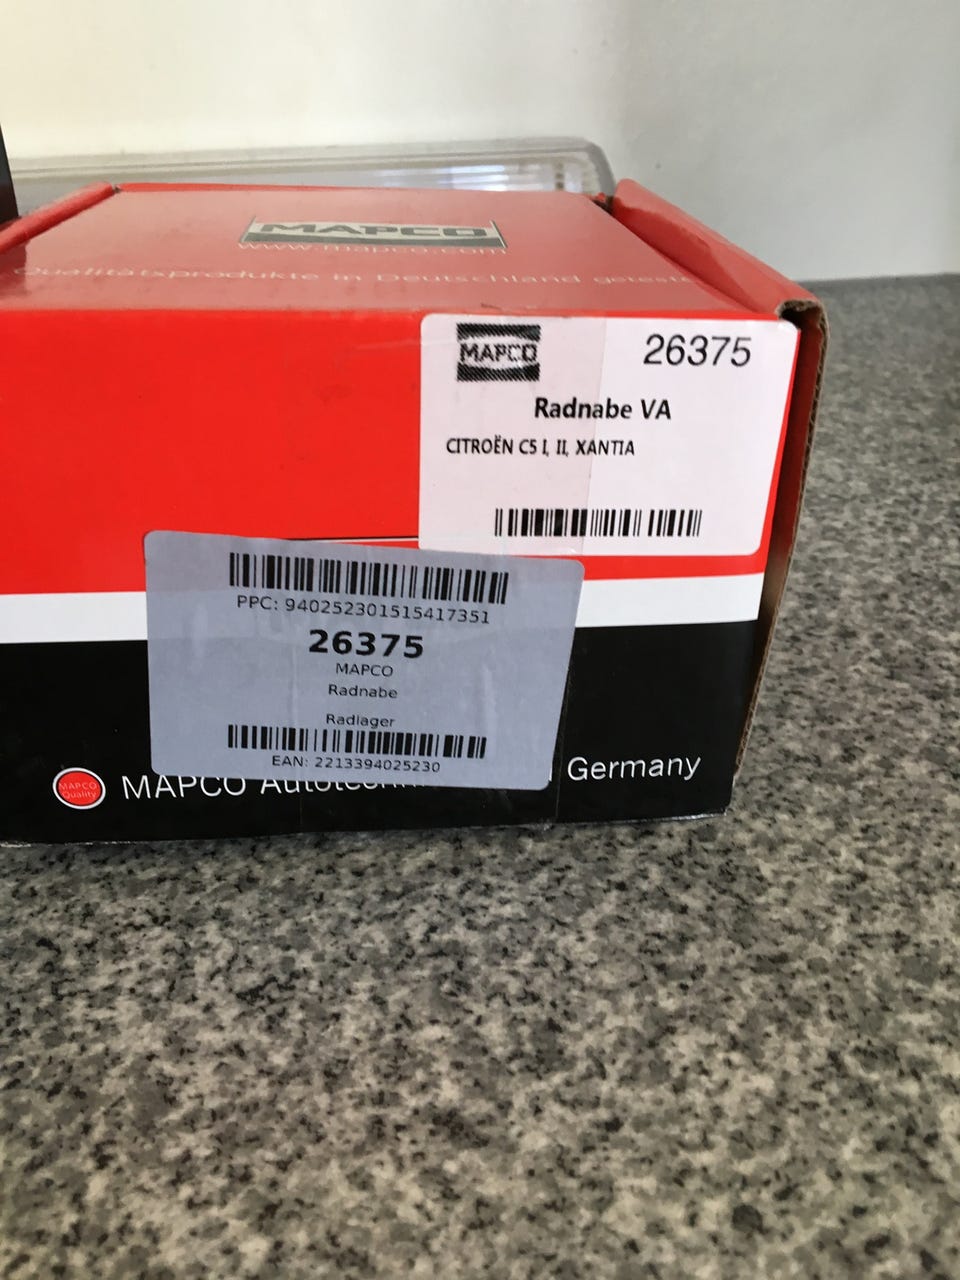 MAPCO
www.mapco.com
Qualitätsprodukte in Deutschland
MAPCO
26375
Radnabe VA
CITROËN C5 I, II, XANTIA
PPC: 940252301515417351
26375
MAPCO
Radnabe
Radlager
EAN: 2213394025230
MAPCO Quality
MAPCO Germany